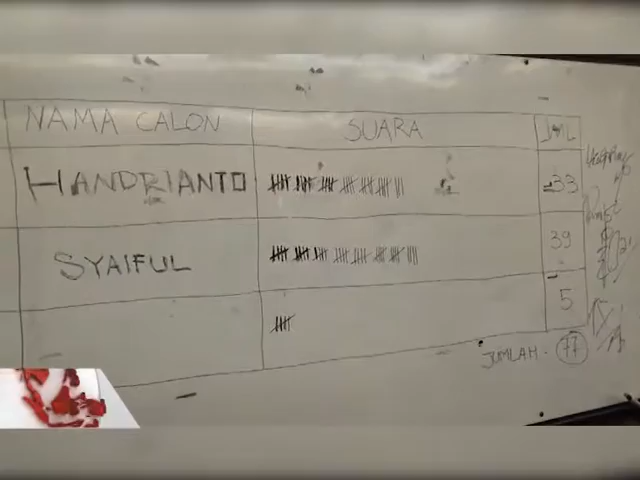 NAMA CALON SUARA JML
HANDRIANTO 33
SYAIFUL 39
5
JUMLAH - 77